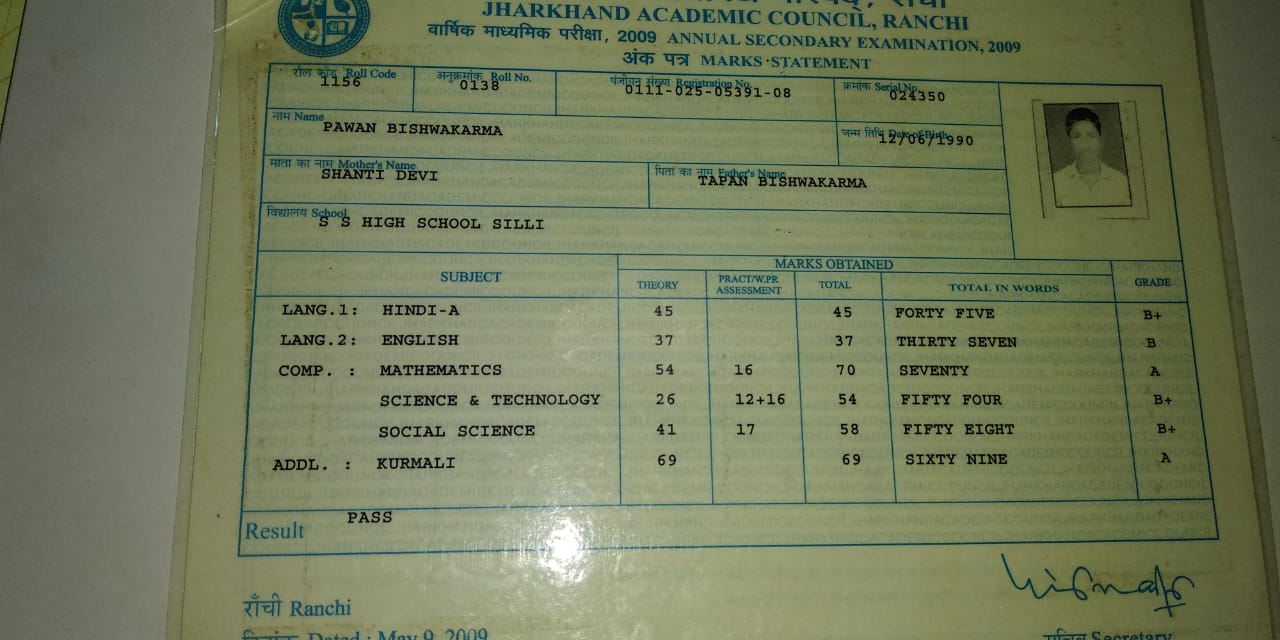 JHARKHAND ACADEMIC COUNCIL, RANCHI
वार्षिक माध्यमिक परीक्षा, 2009 ANNUAL SECONDARY EXAMINATION, 2009
अंक पत्र MARKS STATEMENT
रौल कोड Roll Code अनुक्रमांक Roll No. पंजीयन संख्या Registration No. क्रमांक Serial No.
1156 0138 0111-025-05391-08 024350
नाम Name जन्म तिथि Date of Birth
PAWAN BISHWAKARMA 12/06/1990
माता का नाम Mother's Name पिता का नाम Father's Name
SHANTI DEVI TAPAN BISHWAKARMA
विद्यालय School
S S HIGH SCHOOL SILLI
SUBJECT MARKS OBTAINED GRADE
THEORY PRACT/W.PR ASSESSMENT TOTAL TOTAL IN WORDS
LANG.1: HINDI-A 45 45 FORTY FIVE B+
LANG.2: ENGLISH 37 37 THIRTY SEVEN B
COMP. : MATHEMATICS 54 16 70 SEVENTY A
SCIENCE & TECHNOLOGY 26 12+16 54 FIFTY FOUR B+
SOCIAL SCIENCE 41 17 58 FIFTY EIGHT B+
ADDL. : KURMALI 69 69 SIXTY NINE A
Result PASS
राँची Ranchi
दिनांक Dated : May 9, 2009 सचिव Secretary